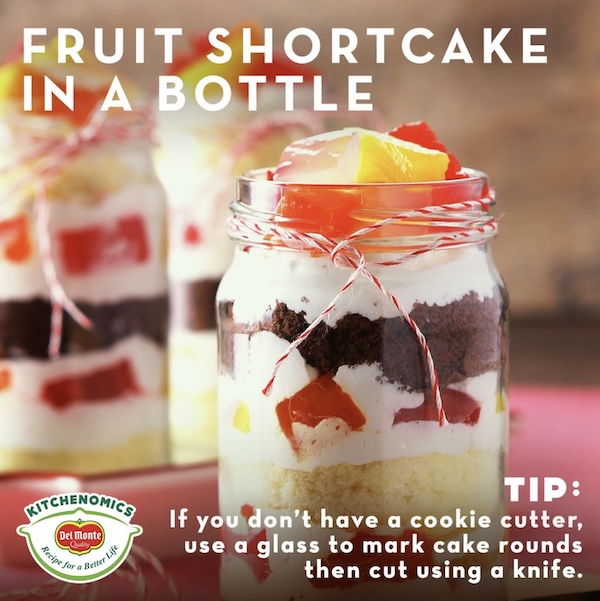 FRUIT SHORTCAKE
IN A BOTTLE
TIP:
If you don't have a cookie cutter,
use a glass to mark cake rounds
then cut using a knife.
KITCHENOMICS
Del Monte
Quality
Recipe for a Better Life